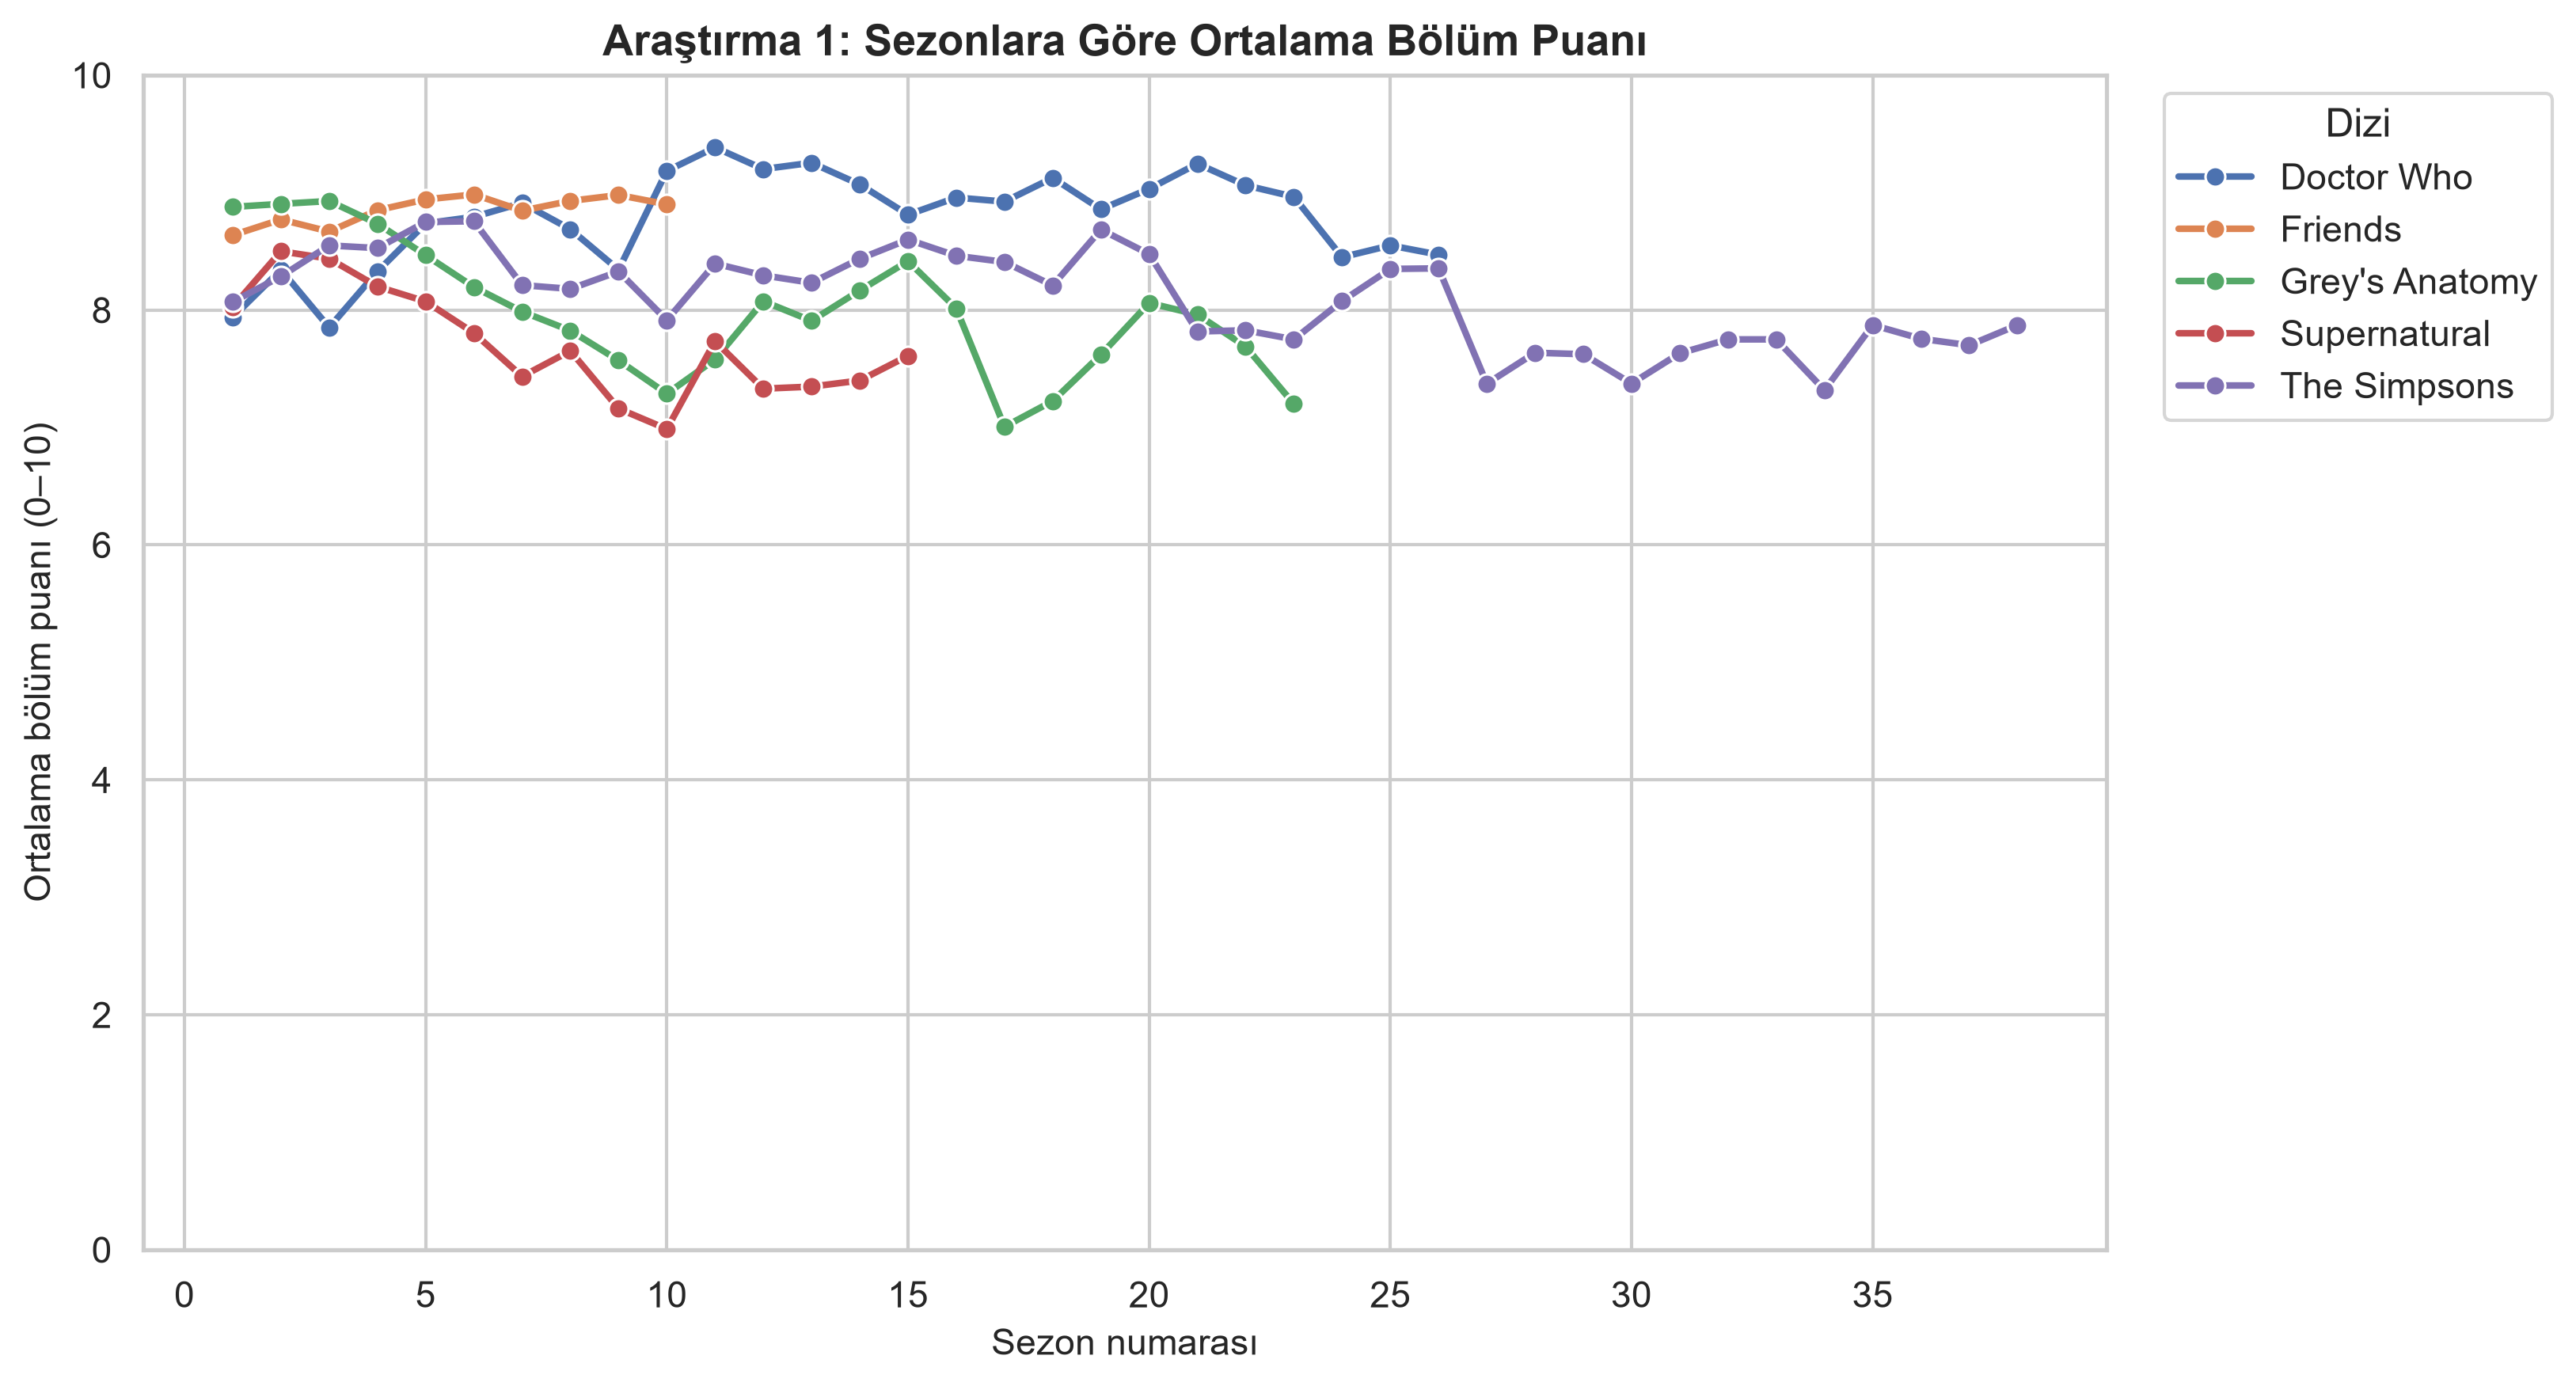 Araştırma 1: Sezonlara Göre Ortalama Bölüm Puanı
10
8
6
4
2
0
Ortalama bölüm puanı (0–10)
0 5 10 15 20 25 30 35
Sezon numarası
Dizi
Doctor Who
Friends
Grey's Anatomy
Supernatural
The Simpsons